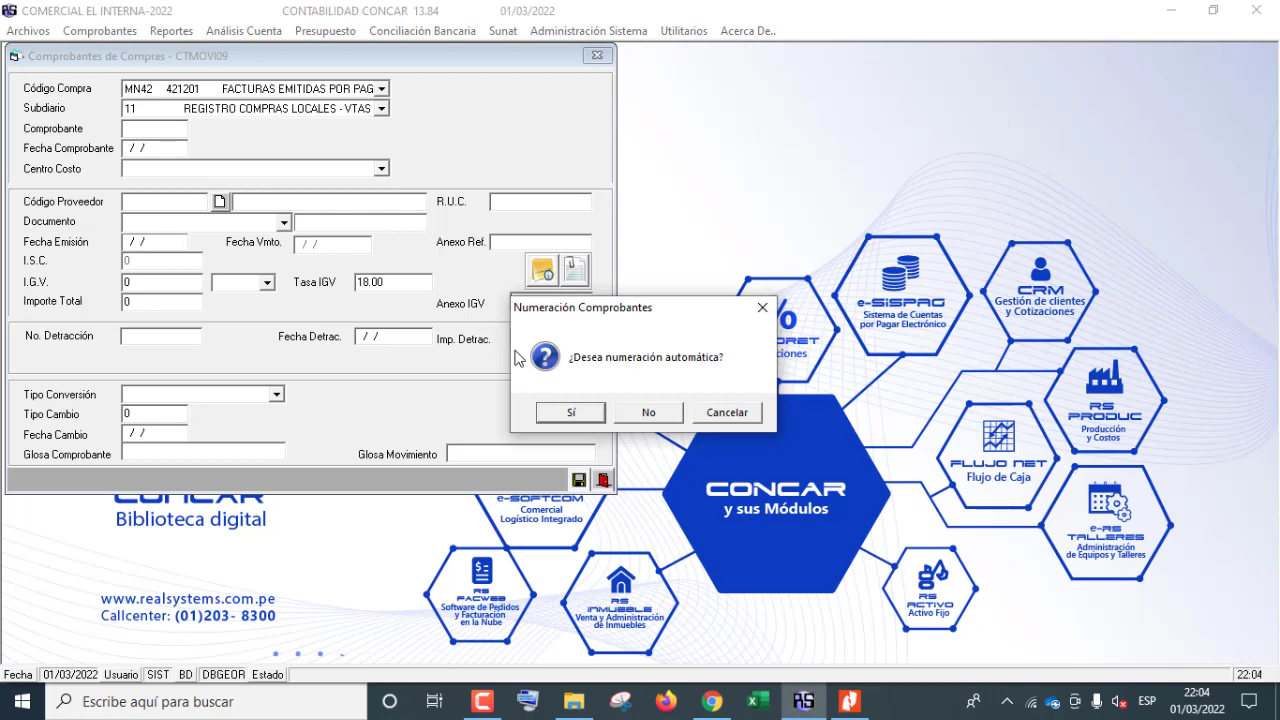 COMERCIAL EL INTERNA-2022 CONTABILIDAD CONCAR 13.84 01/03/2022
Archivos Comprobantes Reportes Análisis Cuenta Presupuesto Conciliación Bancaria Sunat Administración Sistema Utilitarios Acerca De..
Comprobantes de Compras - CTMOVI09
Código Compra MN42 421201 FACTURAS EMITIDAS POR PAG
Subdiario 11 REGISTRO COMPRAS LOCALES - VTAS
Comprobante
Fecha Comprobante / /
Centro Costo
Código Proveedor R.U.C.
Documento
Fecha Emisión / / Fecha Vmto. / / Anexo Ref.
I.S.C. 0
I.G.V. 0 Tasa IGV 18.00
Importe Total 0 Anexo IGV
No. Detracción Fecha Detrac. / / Imp. Detrac.
Tipo Conversión
Tipo Cambio 0
Fecha Cambio / /
Glosa Comprobante Glosa Movimiento
Numeración Comprobantes
¿Desea numeración automática?
Sí No Cancelar
%
ciones
e-SISPAG
Sistema de Cuentas
por Pagar Electrónico
CRM
Gestión de clientes
y Cotizaciones
RS
PRODUC
Producción
y Costos
FLUJO NET
Flujo de Caja
CONCAR
y sus Módulos
e-RS
TALLERES
Administración
de Equipos y Talleres
RS
ACTIVO
Activo Fijo
RS
INMUEBLE
Venta y Administración
de Inmuebles
RS
FACWEB
Software de Pedidos
y Facturación
en la Nube
e-SOFTCOM
Comercial
Logístico Integrado
CONCAR
Biblioteca digital
www.realsystems.com.pe
Callcenter: (01)203- 8300
Fecha 01/03/2022 Usuario SIST BD DBGEOR Estado 22:04
Escribe aquí para buscar
ESP
22:04
01/03/2022